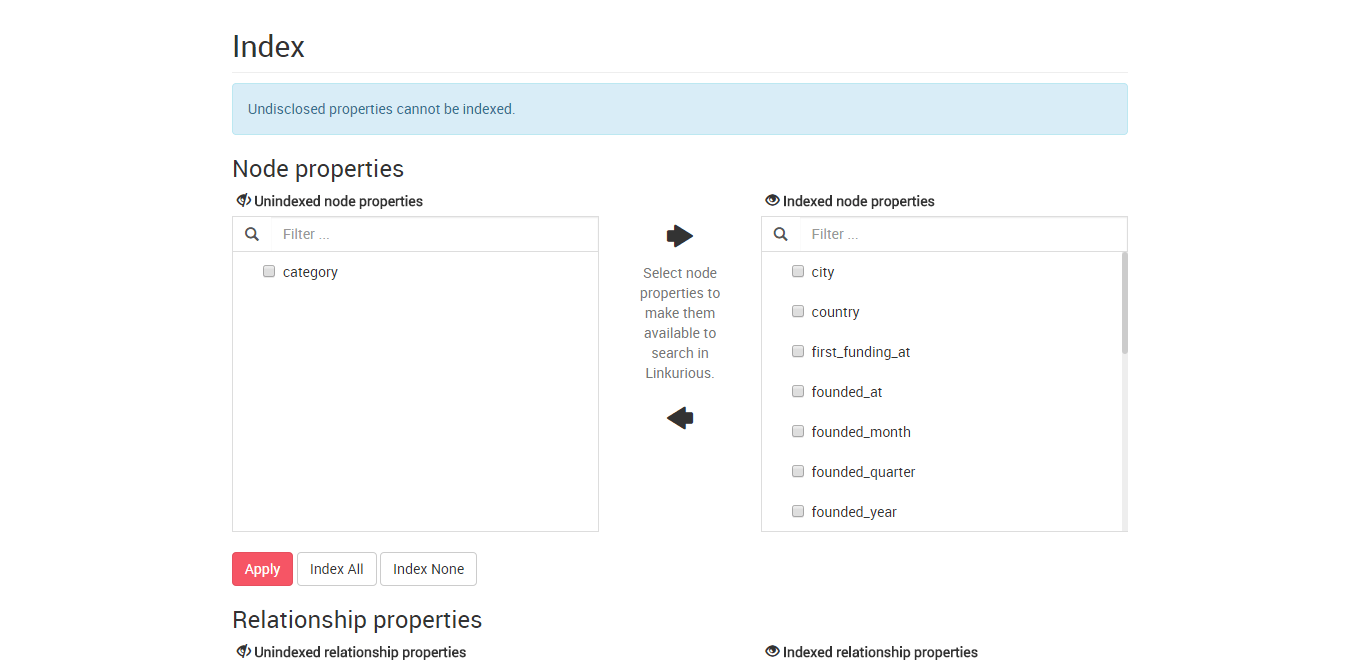 Index
Undisclosed properties cannot be indexed.
Node properties
Unindexed node properties
Filter ...
category
Select node
properties to
make them
available to
search in
Linkurious.
Indexed node properties
Filter ...
city
country
first_funding_at
founded_at
founded_month
founded_quarter
founded_year
Apply
Index All
Index None
Relationship properties
Unindexed relationship properties
Indexed relationship properties